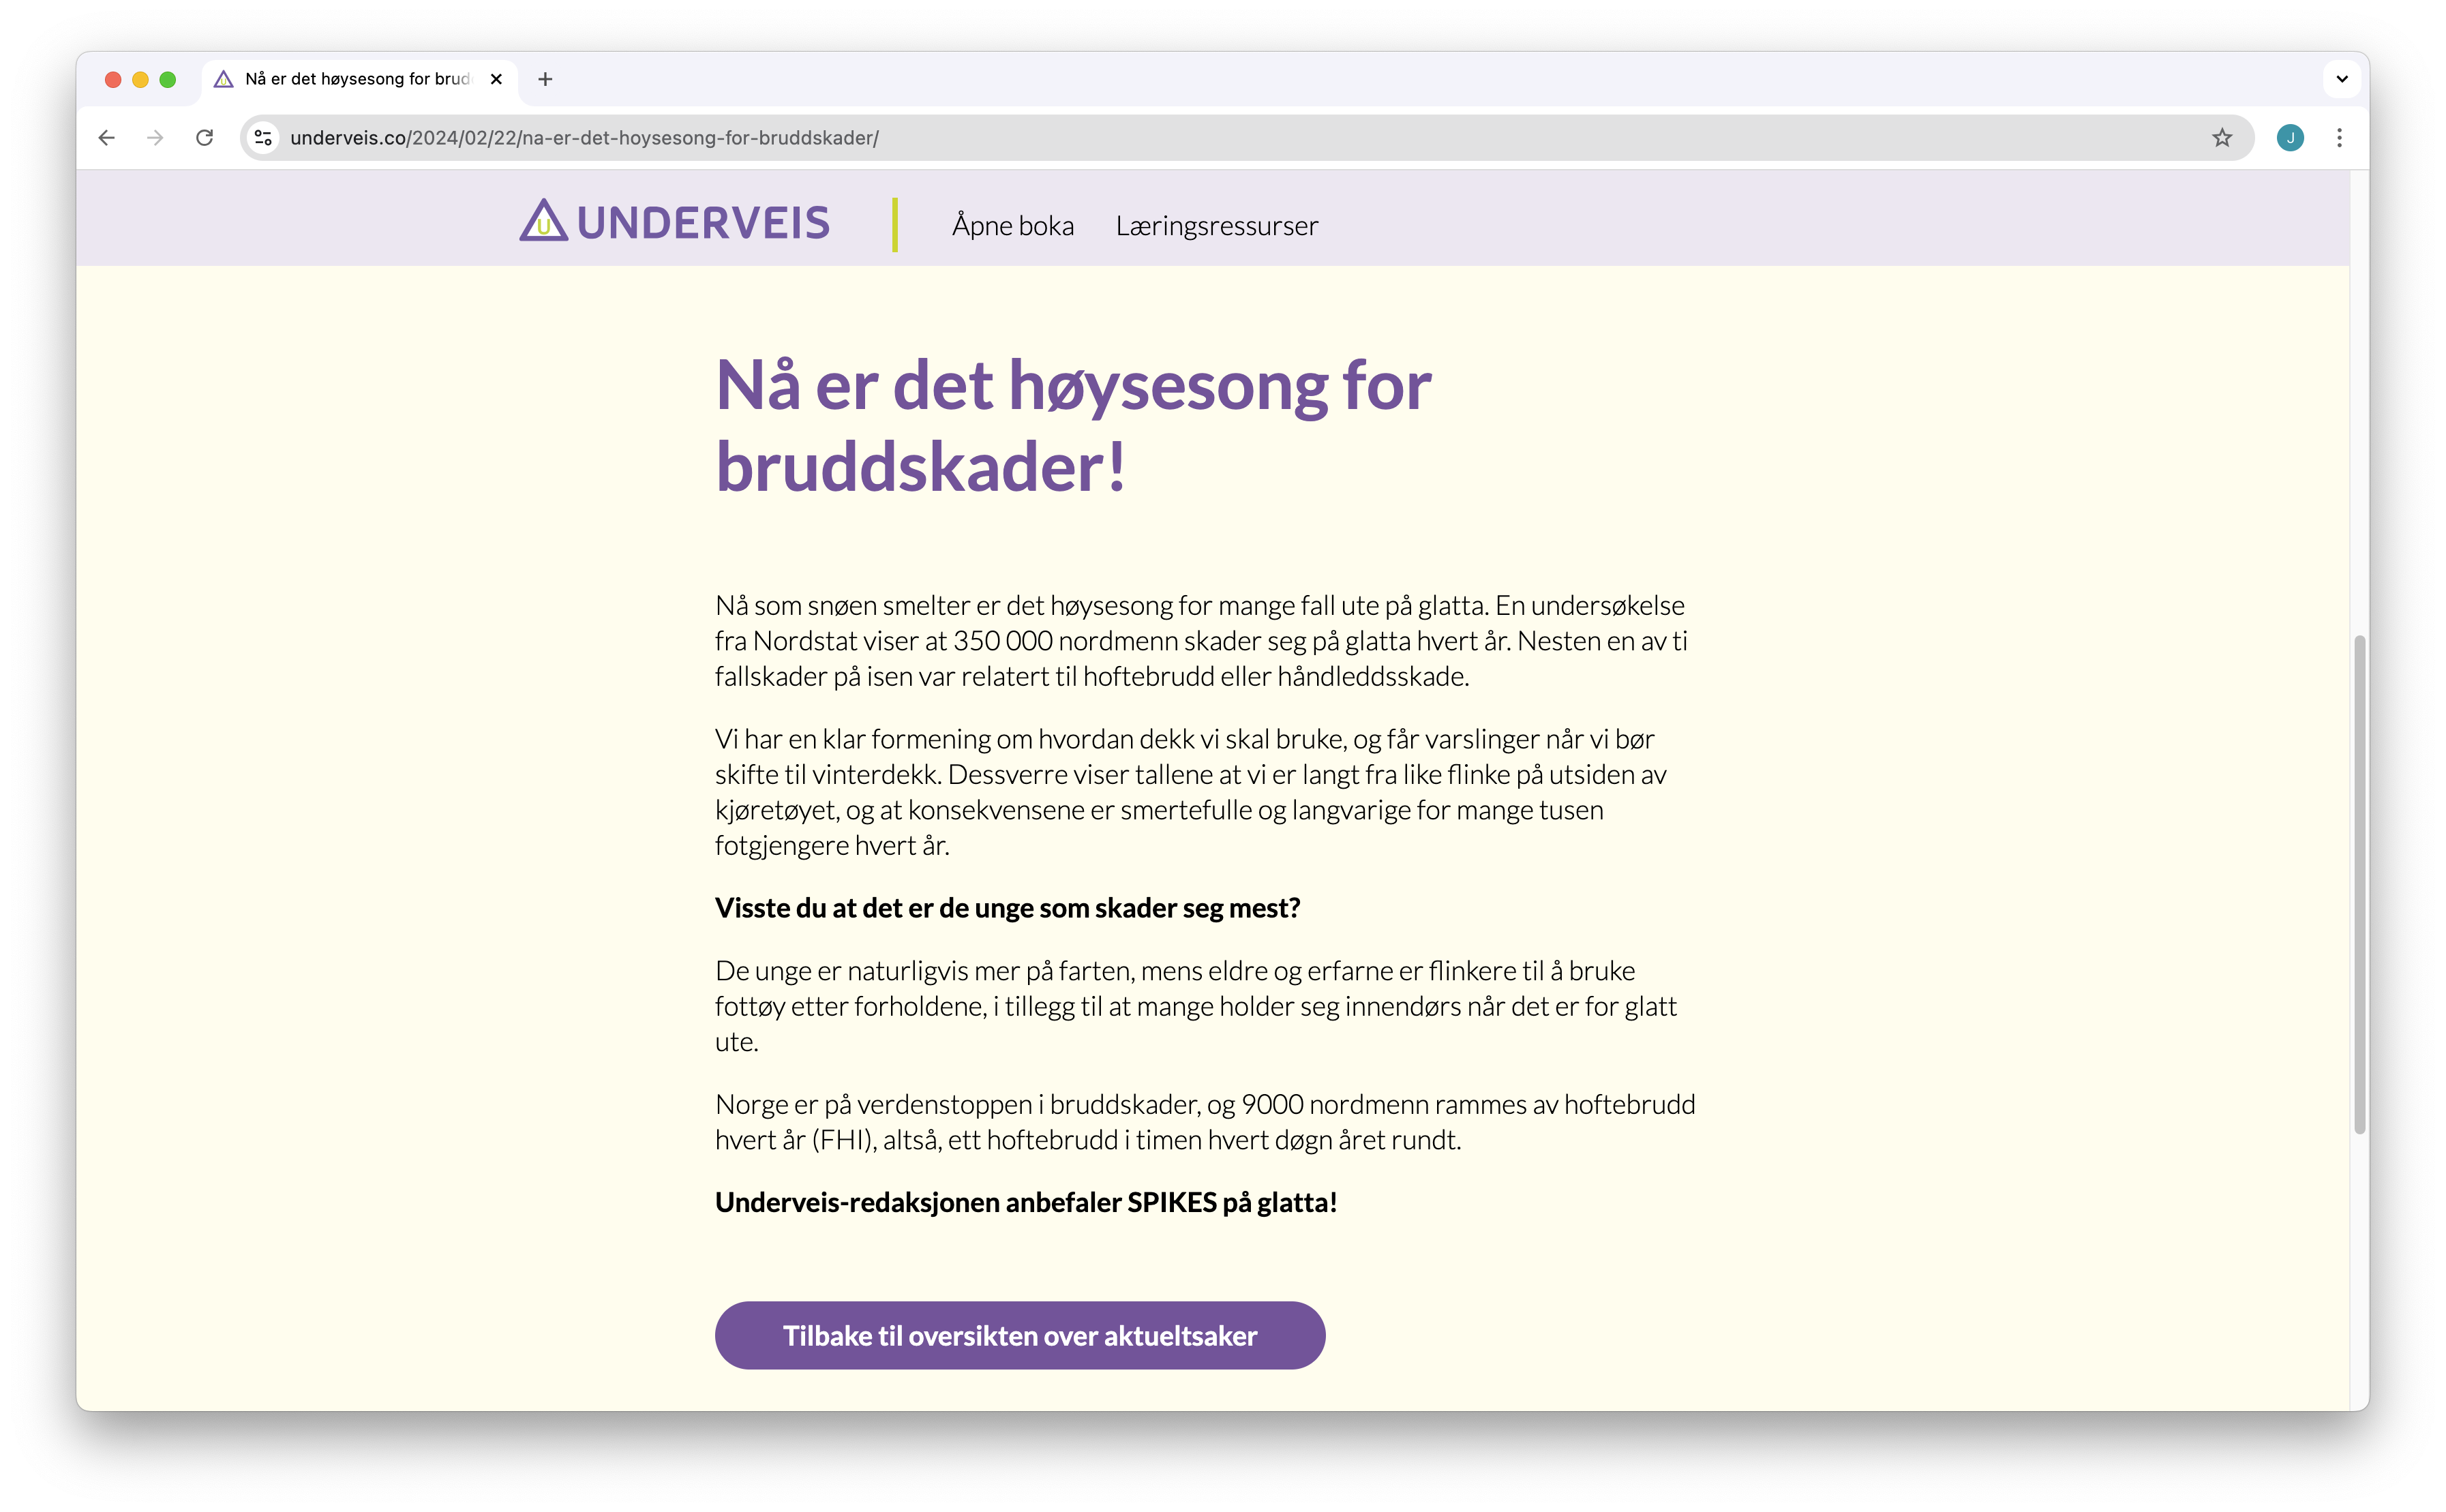 Nå er det høysesong for brud
underveis.co/2024/02/22/na-er-det-hoysesong-for-bruddskader/
J
U UNDERVEIS
Åpne boka
Læringsressurser
Nå er det høysesong for
bruddskader!
Nå som snøen smelter er det høysesong for mange fall ute på glatta. En undersøkelse
fra Nordstat viser at 350 000 nordmenn skader seg på glatta hvert år. Nesten en av ti
fallskader på isen var relatert til hoftebrudd eller håndleddsskade.
Vi har en klar formening om hvordan dekk vi skal bruke, og får varslinger når vi bør
skifte til vinterdekk. Dessverre viser tallene at vi er langt fra like flinke på utsiden av
kjøretøyet, og at konsekvensene er smertefulle og langvarige for mange tusen
fotgjengere hvert år.
Visste du at det er de unge som skader seg mest?
De unge er naturligvis mer på farten, mens eldre og erfarne er flinkere til å bruke
fottøy etter forholdene, i tillegg til at mange holder seg innendørs når det er for glatt
ute.
Norge er på verdenstoppen i bruddskader, og 9000 nordmenn rammes av hoftebrudd
hvert år (FHI), altså, ett hoftebrudd i timen hvert døgn året rundt.
Underveis-redaksjonen anbefaler SPIKES på glatta!
Tilbake til oversikten over aktueltsaker